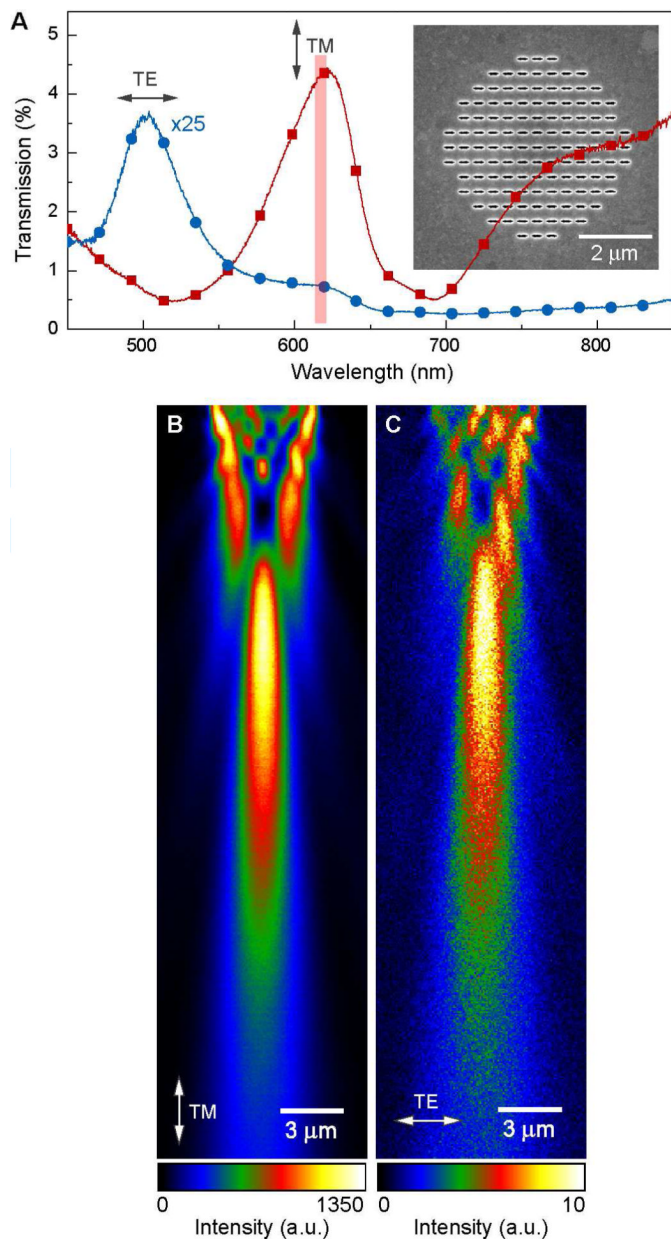 A
TM
TE
x25
5
4
3
2
1
0
Transmission (%)
2 μm
500
600
700
800
Wavelength (nm)
B
C
TM
3 μm
TE
3 μm
0
1350
0
10
Intensity (a.u.)
Intensity (a.u.)